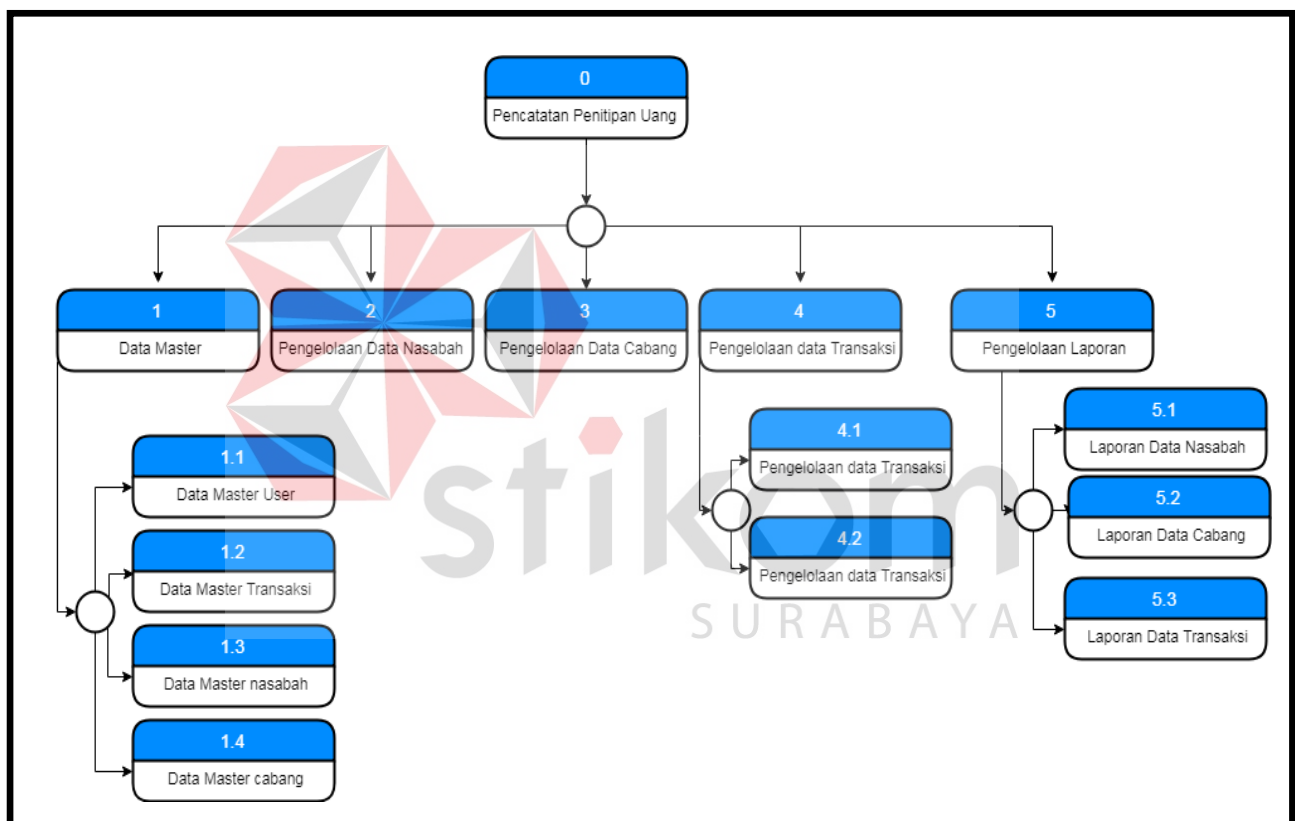 0
Pencatatan Penitipan Uang
1
Data Master
2
Pengelolaan Data Nasabah
3
Pengelolaan Data Cabang
4
Pengelolaan data Transaksi
5
Pengelolaan Laporan
1.1
Data Master User
1.2
Data Master Transaksi
1.3
Data Master nasabah
1.4
Data Master cabang
4.1
Pengelolaan data Transaksi
4.2
Pengelolaan data Transaksi
5.1
Laporan Data Nasabah
5.2
Laporan Data Cabang
5.3
Laporan Data Transaksi
stikom
SURABAYA